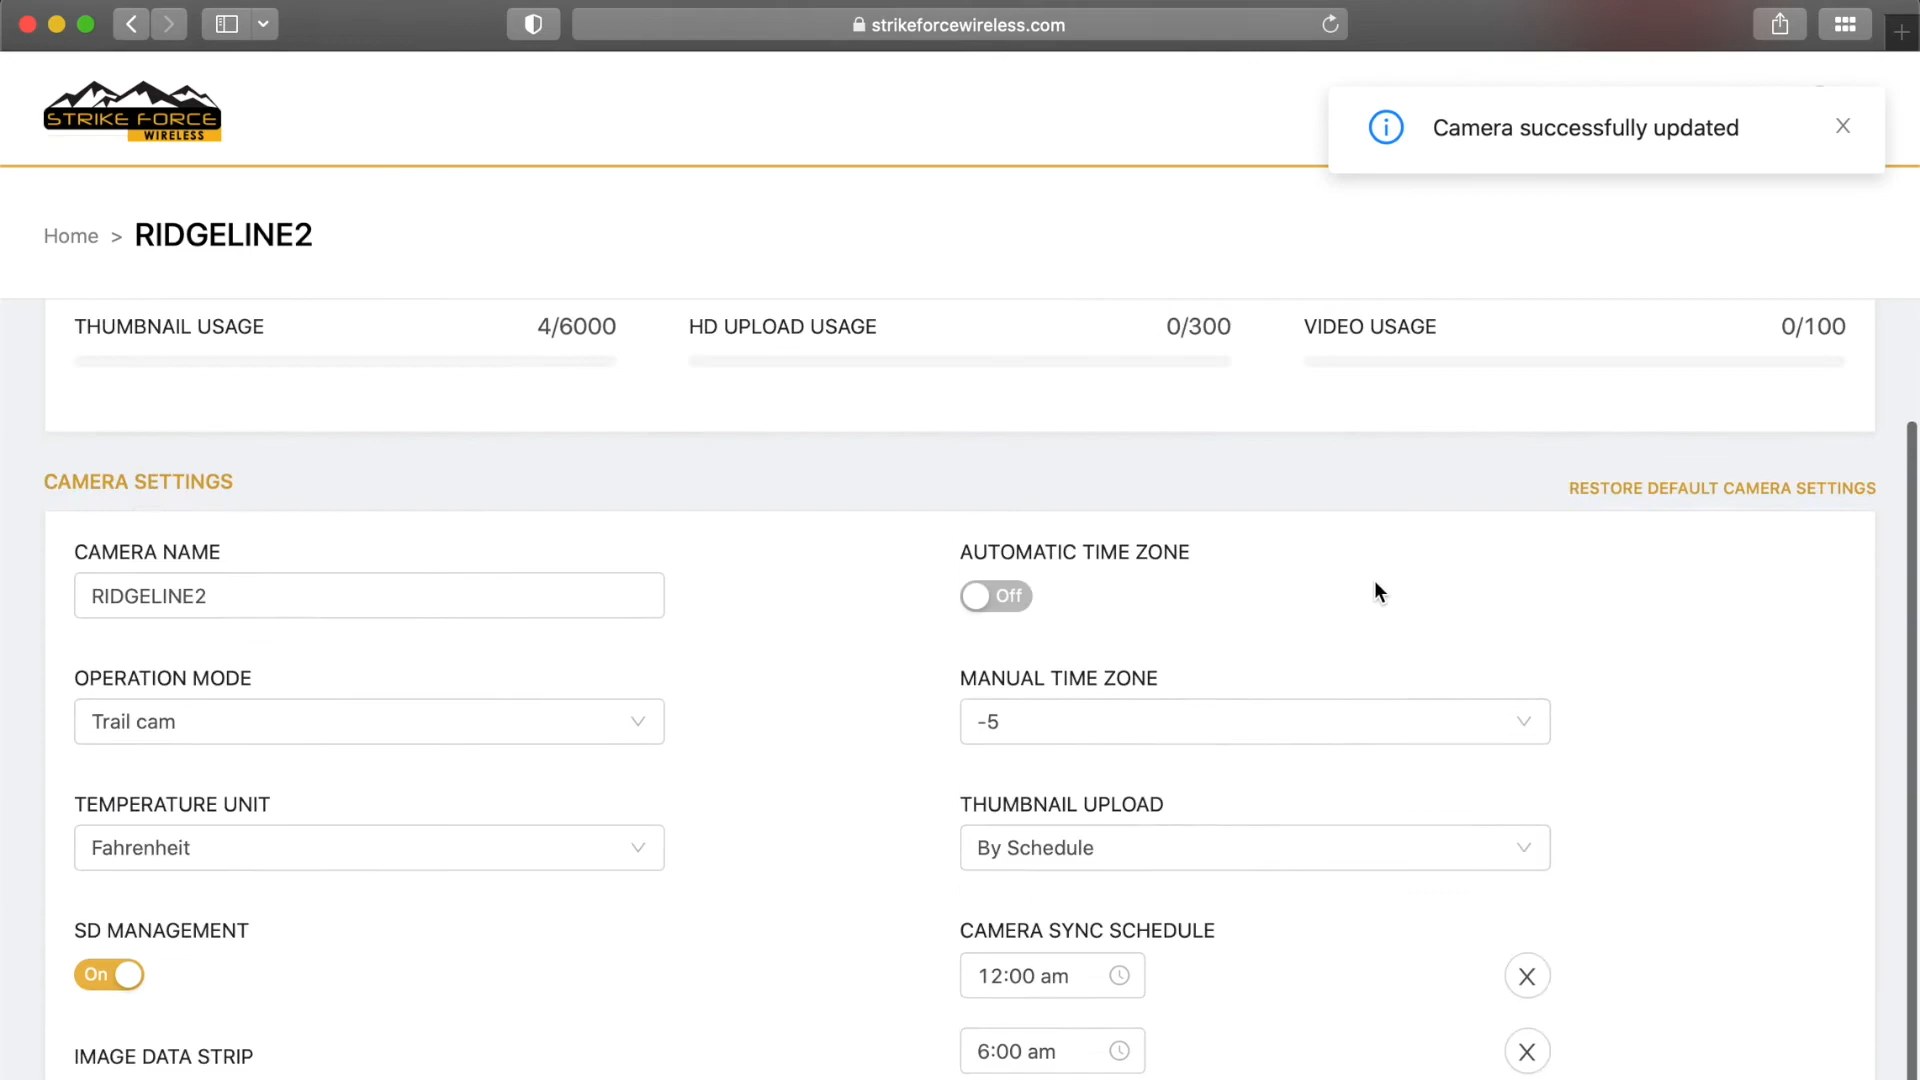 strikeforcewireless.com
STRIKE FORCE
WIRELESS
Camera successfully updated
Home > RIDGELINE2
THUMBNAIL USAGE 4/6000
HD UPLOAD USAGE 0/300
VIDEO USAGE 0/100
CAMERA SETTINGS
RESTORE DEFAULT CAMERA SETTINGS
CAMERA NAME
RIDGELINE2
AUTOMATIC TIME ZONE
Off
OPERATION MODE
Trail cam
MANUAL TIME ZONE
-5
TEMPERATURE UNIT
Fahrenheit
THUMBNAIL UPLOAD
By Schedule
SD MANAGEMENT
On
CAMERA SYNC SCHEDULE
12:00 am X
6:00 am X
IMAGE DATA STRIP